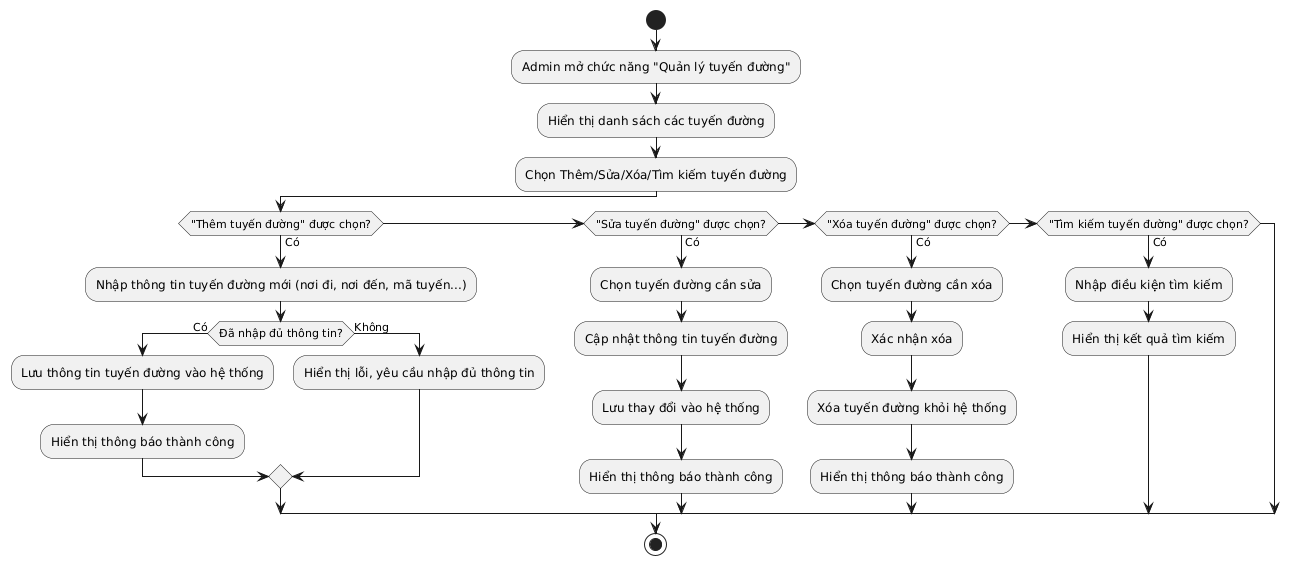 Admin mở chức năng "Quản lý tuyến đường"
Hiển thị danh sách các tuyến đường
Chọn Thêm/Sửa/Xóa/Tìm kiếm tuyến đường
"Thêm tuyến đường" được chọn?
Có
Nhập thông tin tuyến đường mới (nơi đi, nơi đến, mã tuyến...)
Đã nhập đủ thông tin?
Có
Không
Lưu thông tin tuyến đường vào hệ thống
Hiển thị thông báo thành công
Hiển thị lỗi, yêu cầu nhập đủ thông tin
"Sửa tuyến đường" được chọn?
Có
Chọn tuyến đường cần sửa
Cập nhật thông tin tuyến đường
Lưu thay đổi vào hệ thống
Hiển thị thông báo thành công
"Xóa tuyến đường" được chọn?
Có
Chọn tuyến đường cần xóa
Xác nhận xóa
Xóa tuyến đường khỏi hệ thống
Hiển thị thông báo thành công
"Tìm kiếm tuyến đường" được chọn?
Có
Nhập điều kiện tìm kiếm
Hiển thị kết quả tìm kiếm